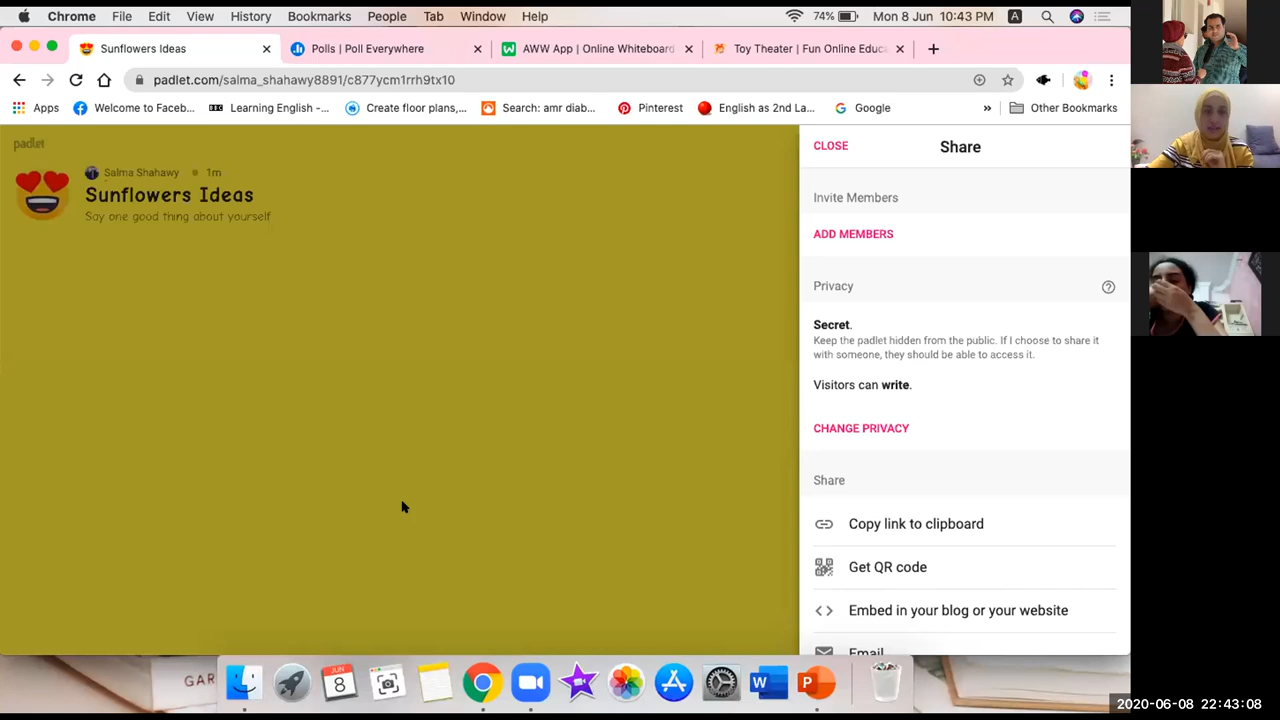 Chrome File Edit View History Bookmarks People Tab Window Help 74% Mon 8 Jun 10:43 PM A
Sunflowers Ideas Polls | Poll Everywhere AWW App | Online Whiteboard Toy Theater | Fun Online Educa
padlet.com/salma_shahawy8891/c877ycm1rrh9tx10
Apps Welcome to Faceb... Learning English -... Create floor plans,... Search: amr diab... Pinterest English as 2nd La... Google » Other Bookmarks
padlet
Salma Shahawy 1m
Sunflowers Ideas
Say one good thing about yourself
CLOSE Share
Invite Members
ADD MEMBERS
Privacy
Secret.
Keep the padlet hidden from the public. If I choose to share it
with someone, they should be able to access it.
Visitors can write.
CHANGE PRIVACY
Share
Copy link to clipboard
Get QR code
Embed in your blog or your website
Email
GAR
JUN
8
W
P
2020-06-08 22:43:08